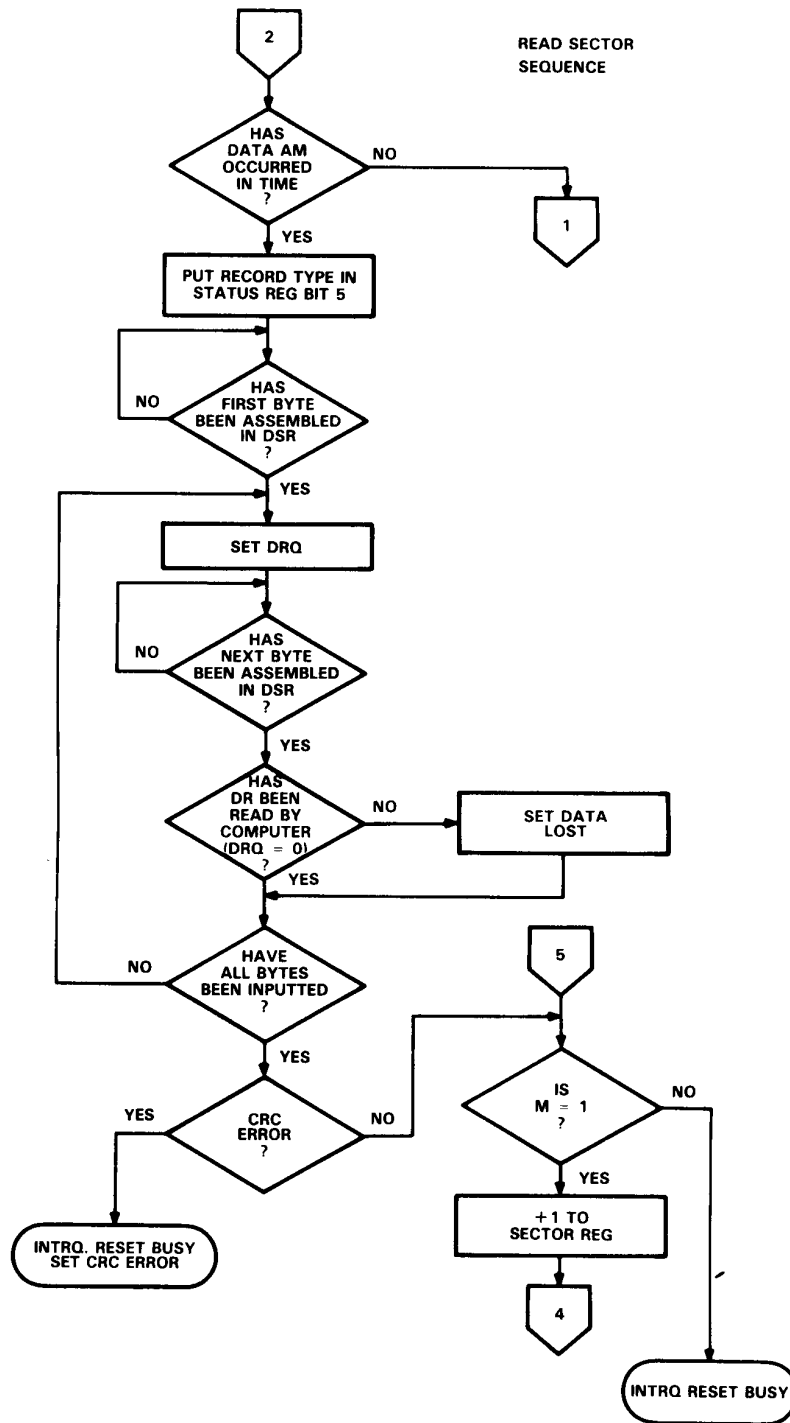 2
READ SECTOR
SEQUENCE
HAS
DATA AM
OCCURRED
IN TIME
?
NO
1
YES
PUT RECORD TYPE IN
STATUS REG BIT 5
HAS
FIRST BYTE
BEEN ASSEMBLED
IN DSR
?
NO
YES
SET DRQ
HAS
NEXT BYTE
BEEN ASSEMBLED
IN DSR
?
NO
YES
HAS
DR BEEN
READ BY
COMPUTER
(DRQ = 0)
?
NO
SET DATA
LOST
YES
HAVE
ALL BYTES
BEEN INPUTTED
?
NO
YES
CRC
ERROR
?
YES
NO
INTRQ. RESET BUSY
SET CRC ERROR
5
IS
M = 1
?
NO
YES
+1 TO
SECTOR REG
4
INTRQ RESET BUSY